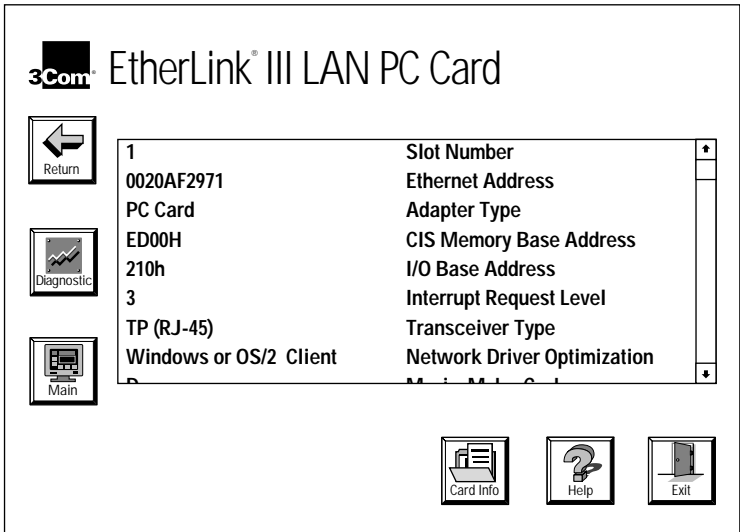 3Com® EtherLink® III LAN PC Card
Return
1 Slot Number
0020AF2971 Ethernet Address
PC Card Adapter Type
ED00H CIS Memory Base Address
210h I/O Base Address
3 Interrupt Request Level
TP (RJ-45) Transceiver Type
Windows or OS/2 Client Network Driver Optimization
Diagnostic
Main
Card Info
Help
Exit